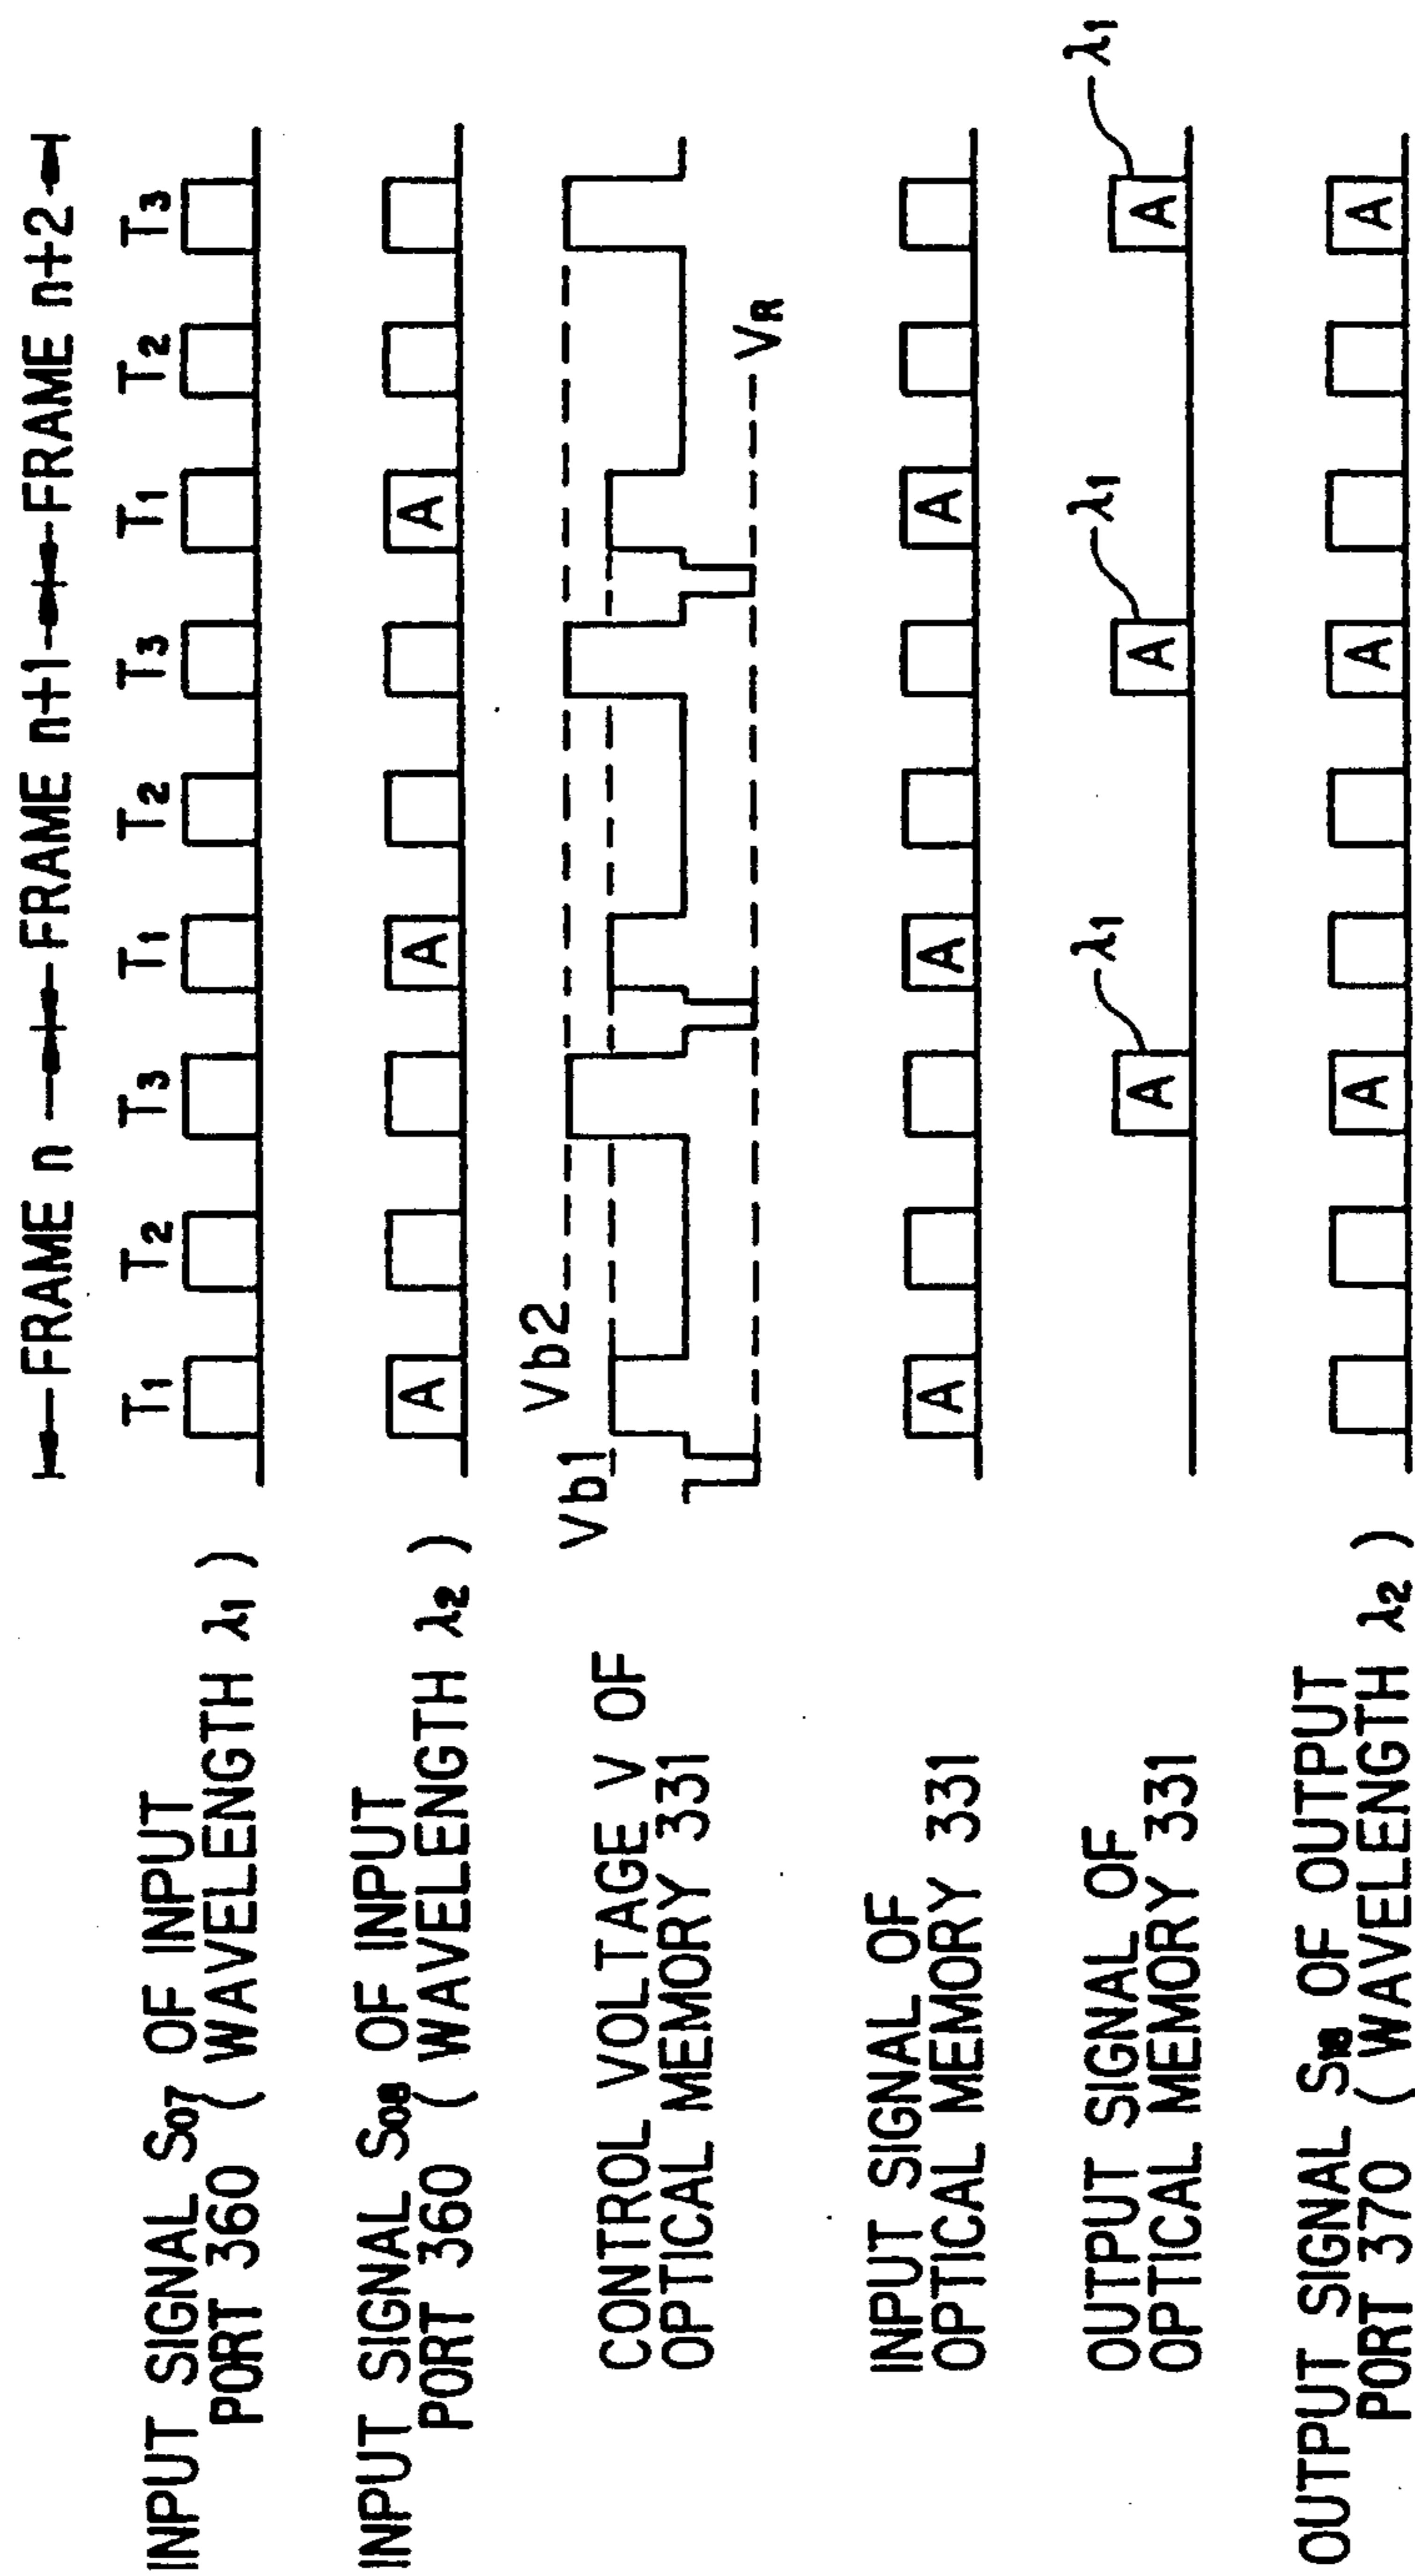 FRAME n FRAME n+1 FRAME n+2
T1 T2 T3 T1 T2 T3 T1 T2 T3
INPUT SIGNAL S07 OF INPUT
PORT 360 ( WAVELENGTH λ1 )
INPUT SIGNAL S08 OF INPUT
PORT 360 ( WAVELENGTH λ2 )
A A A
CONTROL VOLTAGE V OF
OPTICAL MEMORY 331
Vb1
Vb2
VR
INPUT SIGNAL OF
OPTICAL MEMORY 331
A A A
OUTPUT SIGNAL OF
OPTICAL MEMORY 331
λ1 λ1 λ1
A A A
OUTPUT SIGNAL S18 OF OUTPUT
PORT 370 ( WAVELENGTH λ2 )
A A A